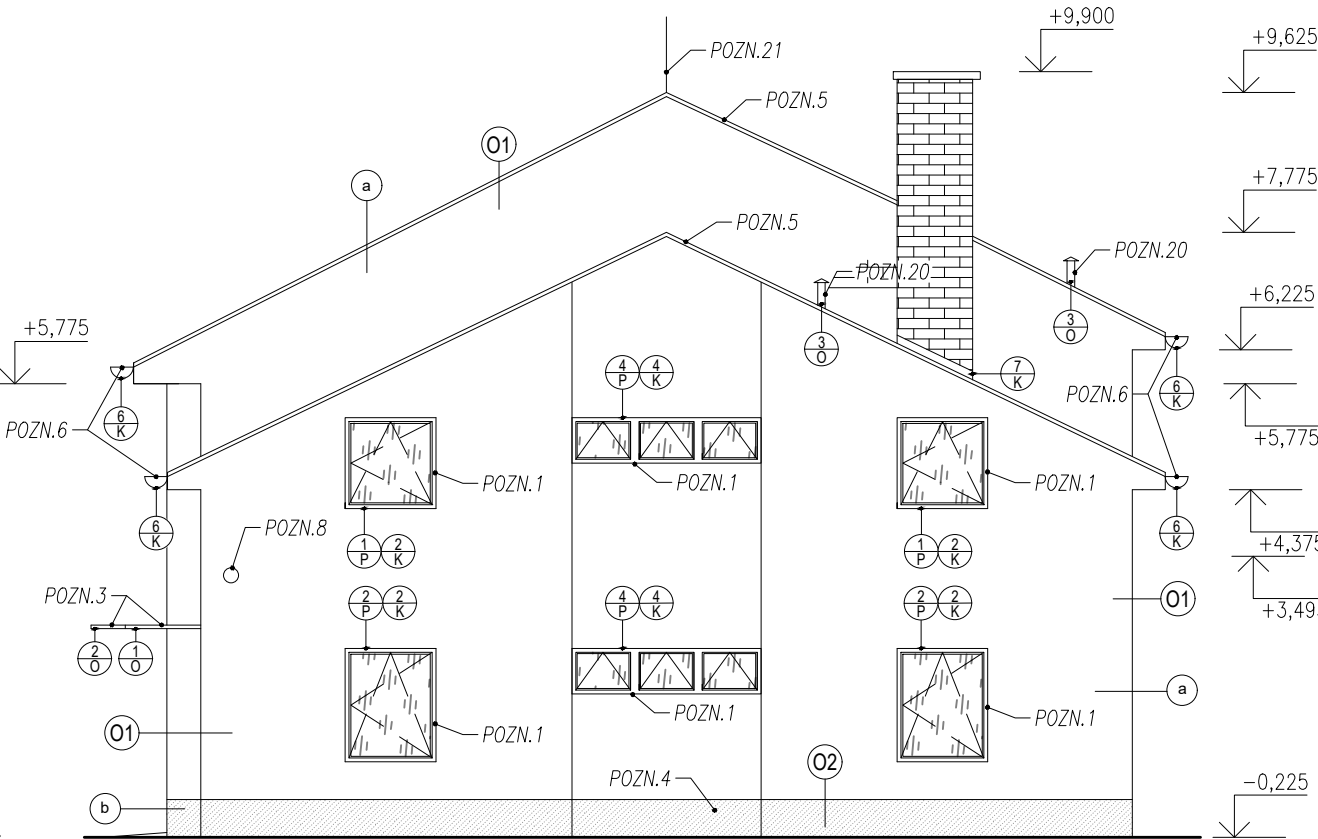 +9,900
+9,625
POZN.21
POZN.5
O1
a
+7,775
POZN.5
POZN.20
POZN.20
+6,225
3
O
3
O
+5,775
4
P
4
K
7
K
6
K
6
K
POZN.6
POZN.6
+5,775
POZN.1
POZN.1
POZN.1
6
K
6
K
POZN.8
1
P
2
K
1
P
2
K
+4,375
POZN.3
2
P
2
K
4
P
4
K
2
P
2
K
O1
2
O
1
O
a
POZN.1
POZN.1
POZN.1
O1
O2
POZN.4
b
-0,225